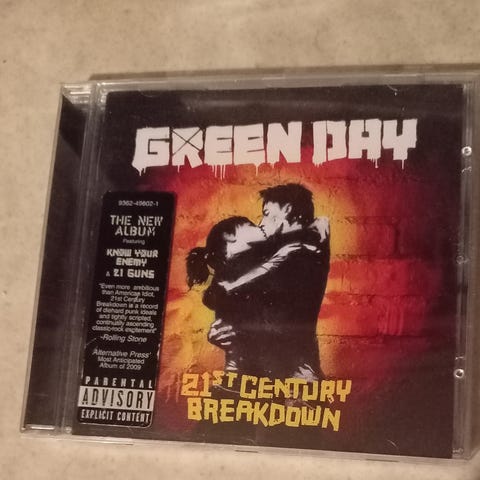 GREEN DAY
9362-49802-1
THE NEW
ALBUM
Featuring
KNOW YOUR
ENEMY
& 21 GUNS
"Even more ambitious
than American Idiot,
21st Century
Breakdown is a record
of diehard punk ideals
and tightly scripted,
continually ascending
classic-rock excitement"
-Rolling Stone
'Alternative Press'
Most Anticipated
Album of 2009
PARENTAL
ADVISORY
EXPLICIT CONTENT
21ST CENTURY
BREAKDOWN